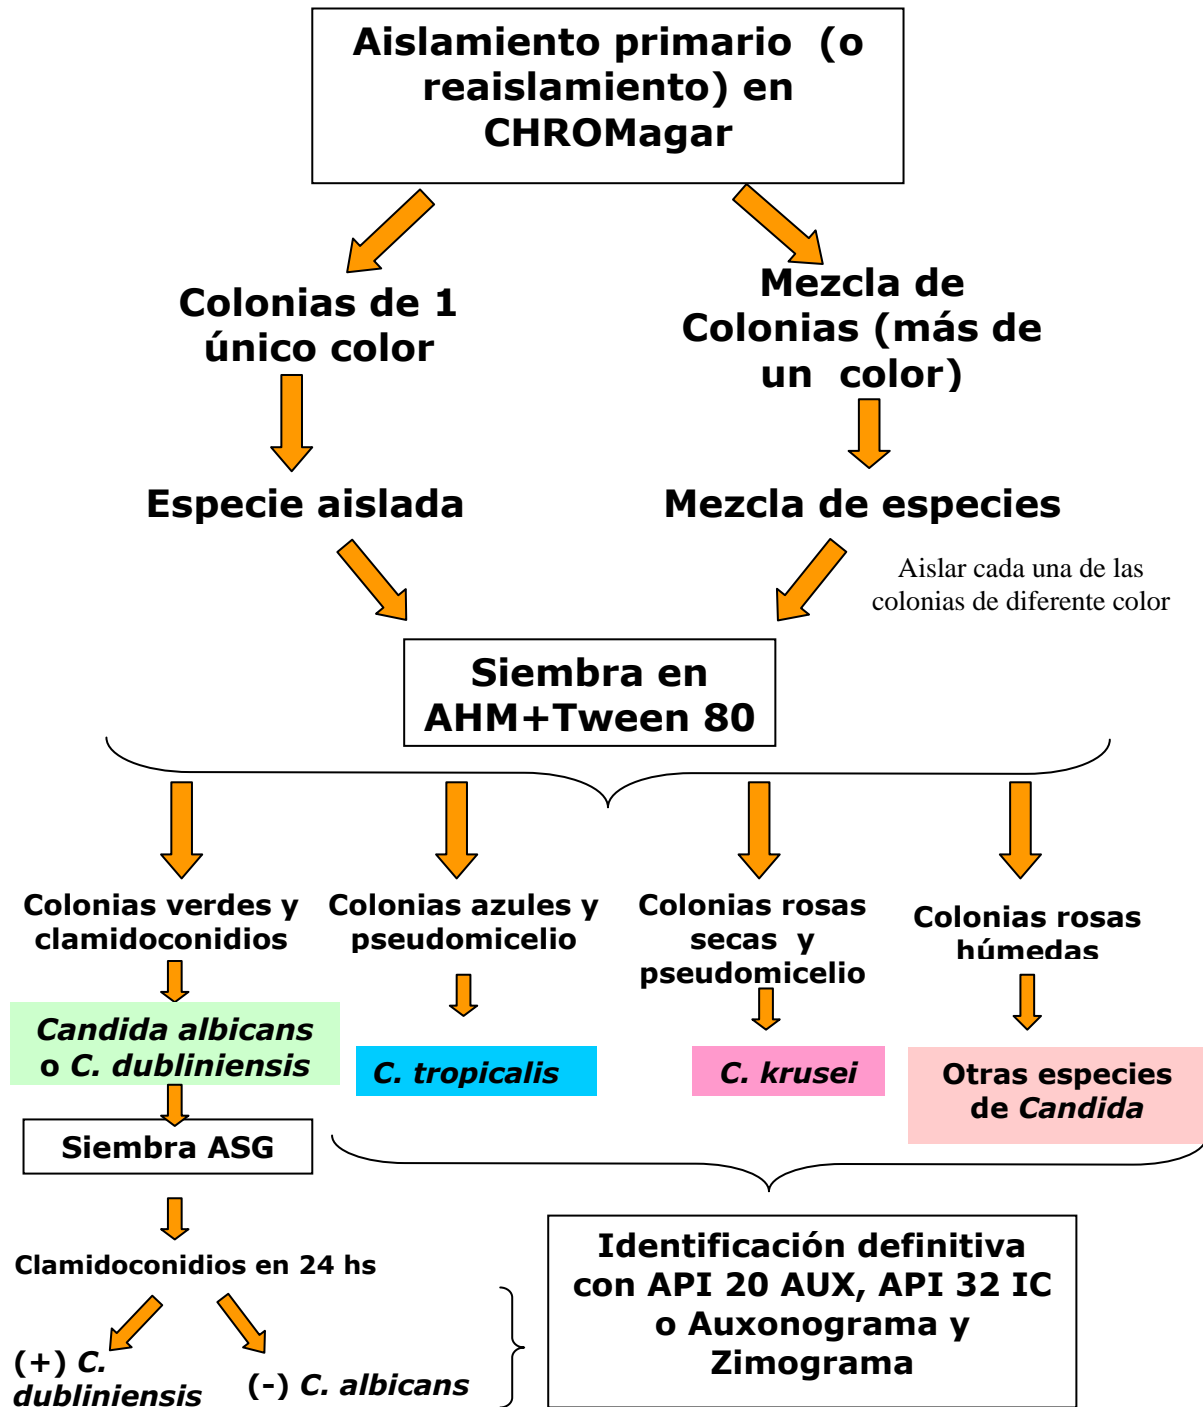 Aislamiento primario (o
reaislamiento) en
CHROMagar
Colonias de 1
único color
Mezcla de
Colonias (más de
un color)
Especie aislada
Mezcla de especies
Aislar cada una de las
colonias de diferente color
Siembra en
AHM+Tween 80
Colonias verdes y
clamidoconidios
Colonias azules y
pseudomicelio
Colonias rosas
secas y
pseudomicelio
Colonias rosas
húmedas
Candida albicans
o C. dubliniensis
C. tropicalis
C. krusei
Otras especies
de Candida
Siembra ASG
Clamidoconidios en 24 hs
(+) C.
dubliniensis
(-) C. albicans
Identificación definitiva
con API 20 AUX, API 32 IC
o Auxonograma y
Zimograma